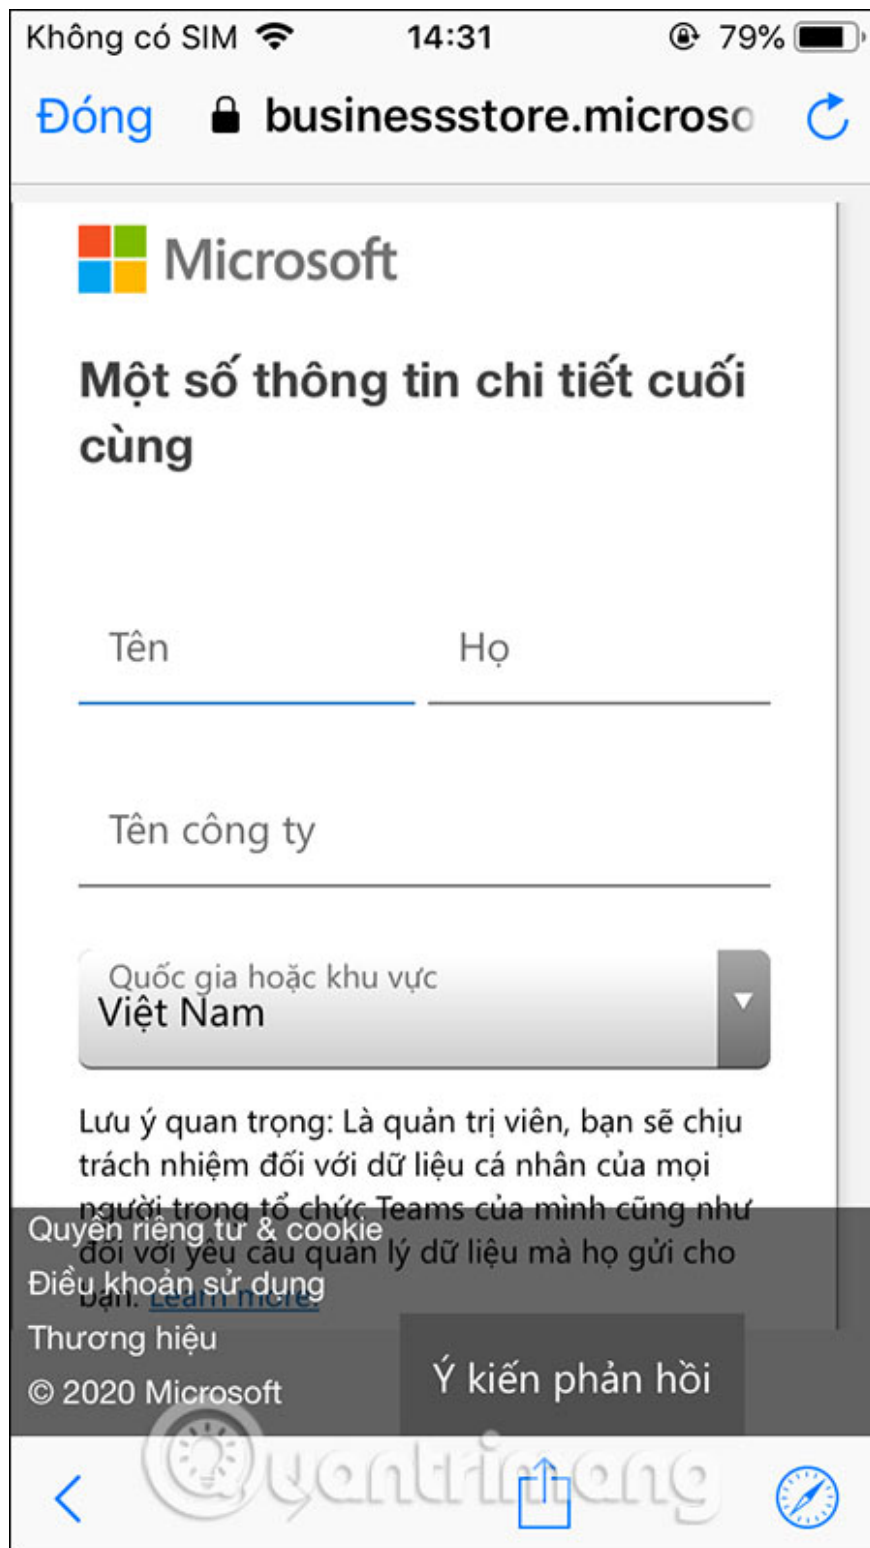 Không có SIM 14:31 79%
Đóng businessstore.microso
Microsoft
Một số thông tin chi tiết cuối
cùng
Tên Họ
Tên công ty
Quốc gia hoặc khu vực
Việt Nam
Lưu ý quan trọng: Là quản trị viên, bạn sẽ chịu
trách nhiệm đối với dữ liệu cá nhân của mọi
người trong tổ chức Teams của mình cũng như
Quyền riêng tư & cookie
đối với yêu cầu quản lý dữ liệu mà họ gửi cho
Điều khoản sử dụng
bạn. Learn more.
Thương hiệu
Ý kiến phản hồi
© 2020 Microsoft
Quantrimang